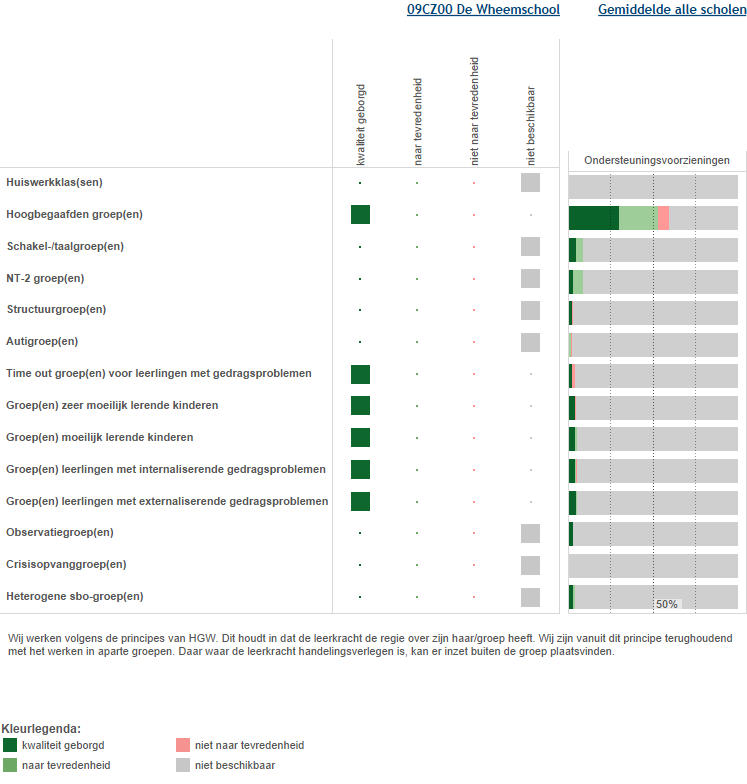 09CZ00 De Wheemschool
Gemiddelde alle scholen
kwaliteit geborgd
naar tevredenheid
niet naar tevredenheid
niet beschikbaar
Ondersteuningsvoorzieningen
Huiswerkklas(sen)
Hoogbegaafden groep(en)
Schakel-/taalgroep(en)
NT-2 groep(en)
Structuurgroep(en)
Autigroep(en)
Time out groep(en) voor leerlingen met gedragsproblemen
Groep(en) zeer moeilijk lerende kinderen
Groep(en) moeilijk lerende kinderen
Groep(en) leerlingen met internaliserende gedragsproblemen
Groep(en) leerlingen met externaliserende gedragsproblemen
Observatiegroep(en)
Crisisopvanggroep(en)
Heterogene sbo-groep(en)
50%
Wij werken volgens de principes van HGW. Dit houdt in dat de leerkracht de regie over zijn haar/groep heeft. Wij zijn vanuit dit principe terughoudend
met het werken in aparte groepen. Daar waar de leerkracht handelingsverlegen is, kan er inzet buiten de groep plaatsvinden.
Kleurlegenda:
kwaliteit geborgd
niet naar tevredenheid
naar tevredenheid
niet beschikbaar